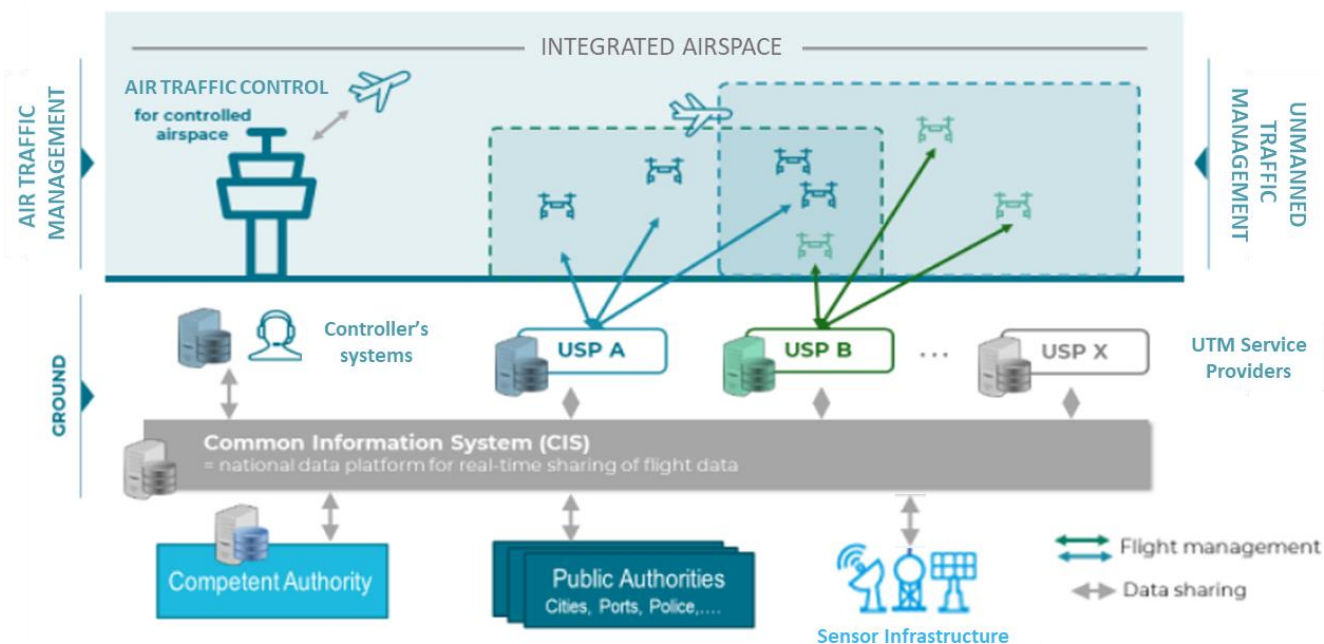 INTEGRATED AIRSPACE
AIR TRAFFIC
MANAGEMENT
AIR TRAFFIC CONTROL
for controlled
airspace
UNMANNED
TRAFFIC
MANAGEMENT
GROUND
Controller's
systems
USP A
USP B
...
USP X
UTM Service
Providers
Common Information System (CIS)
= national data platform for real-time sharing of flight data
Competent Authority
Public Authorities
Cities, Ports, Police,....
Sensor Infrastructure
Flight management
Data sharing